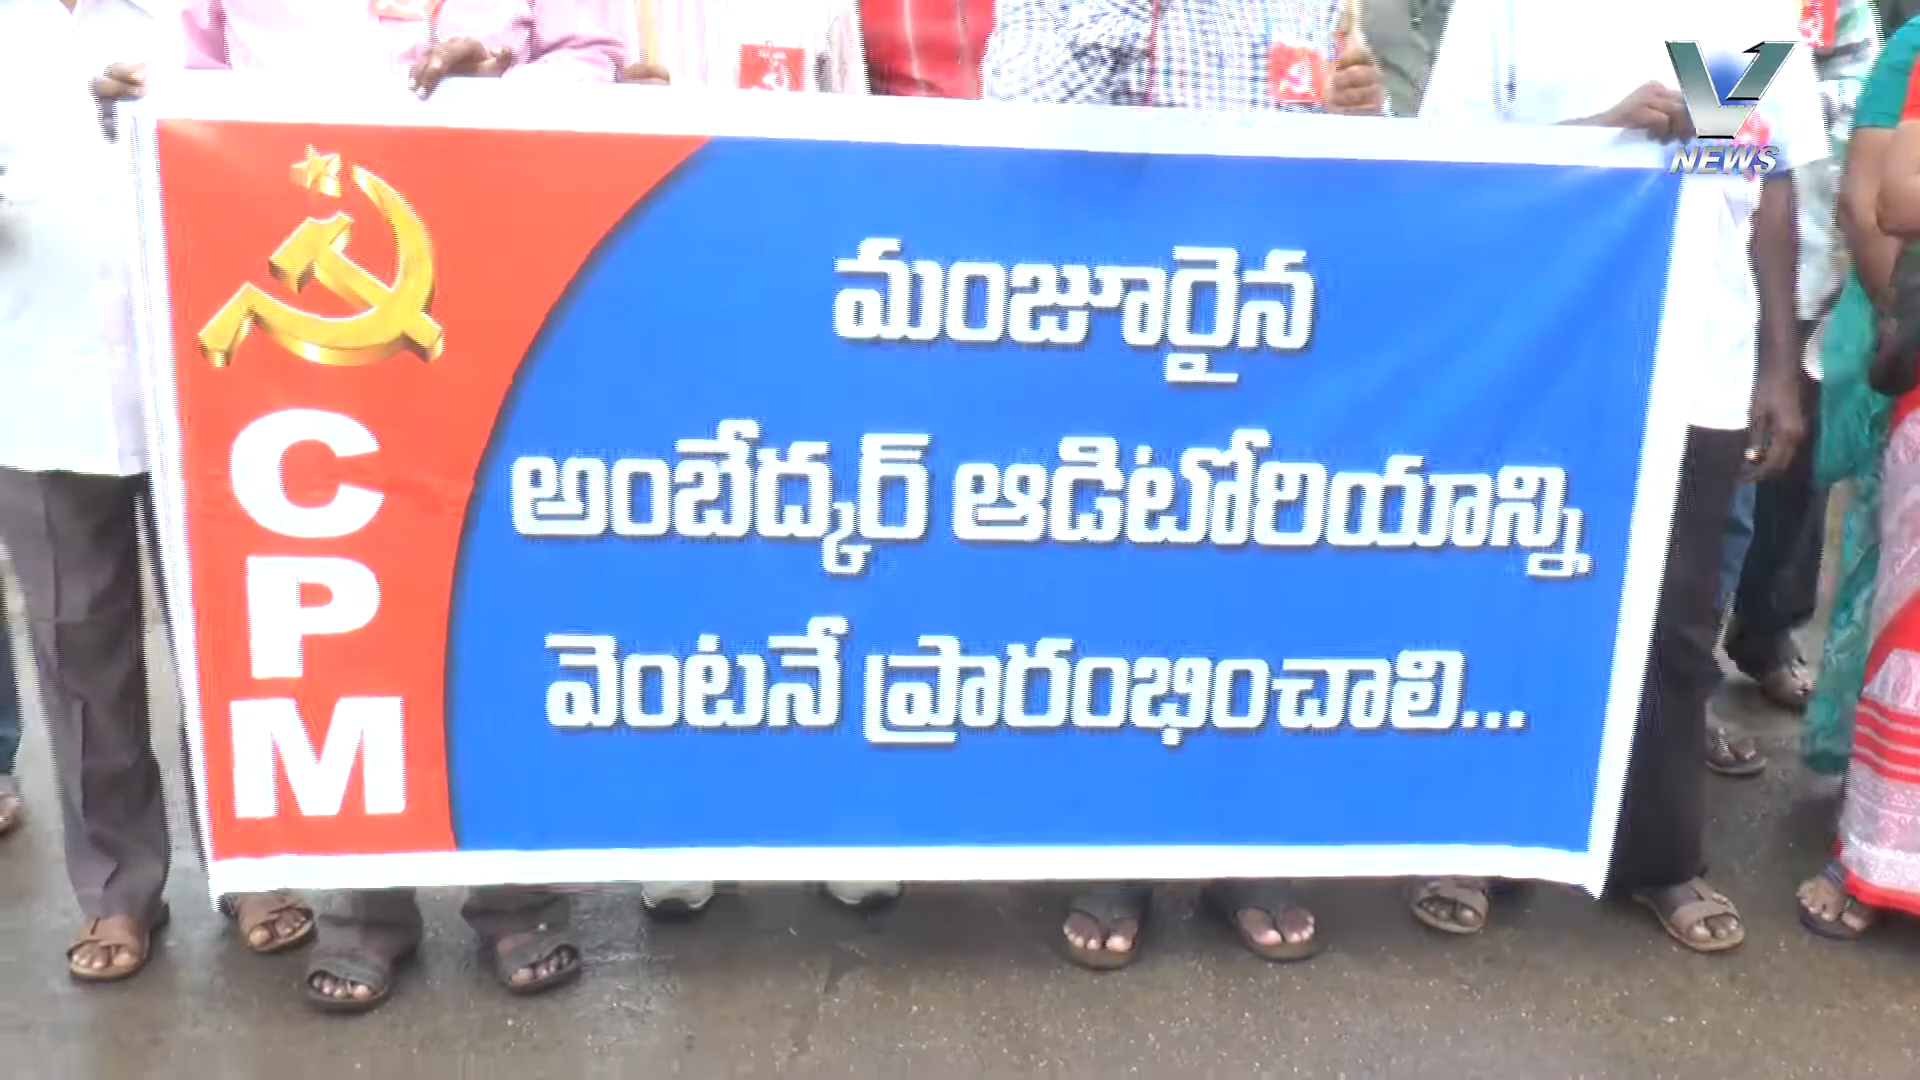 మంజూరైన
అంబేద్కర్ ఆడిటోరియాన్ని
వెంటనే ప్రారంభించాలి...
CPM
V
NEWS